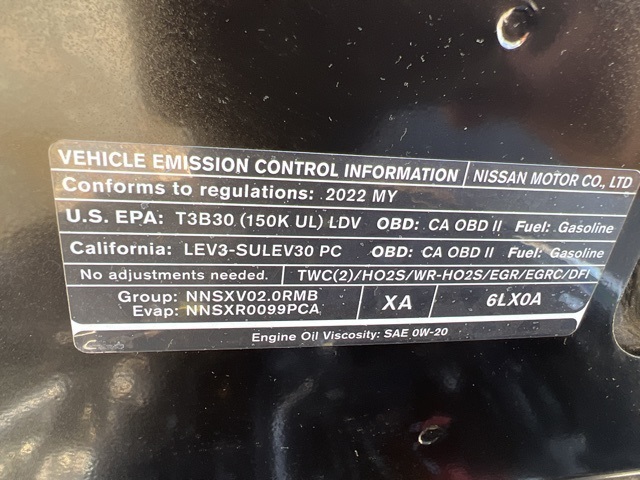 VEHICLE EMISSION CONTROL INFORMATION NISSAN MOTOR CO., LTD
Conforms to regulations: 2022 MY
U.S. EPA: T3B30 (150K UL) LDV OBD: CA OBD II Fuel: Gasoline
California: LEV3-SULEV30 PC OBD: CA OBD II Fuel: Gasoline
No adjustments needed. TWC(2)/HO2S/WR-HO2S/EGR/EGRC/DFI
Group: NNSXV02.0RMB XA 6LX0A
Evap: NNSXR0099PCA
Engine Oil Viscosity: SAE 0W-20